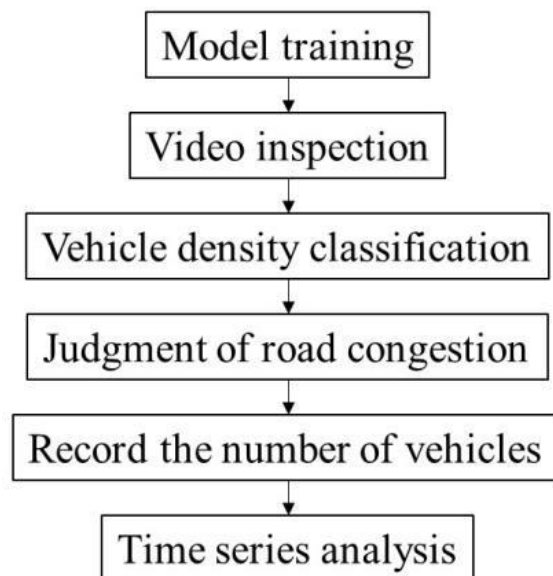 Model training
Video inspection
Vehicle density classification
Judgment of road congestion
Record the number of vehicles
Time series analysis